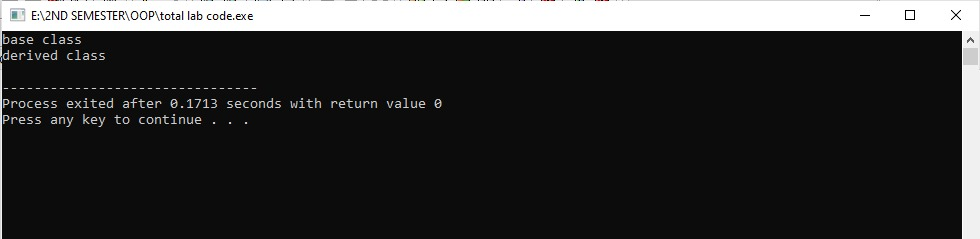 E:\2ND SEMESTER\OOP\total lab code.exe
base class
derived class
--------------------------------
Process exited after 0.1713 seconds with return value 0
Press any key to continue . . .